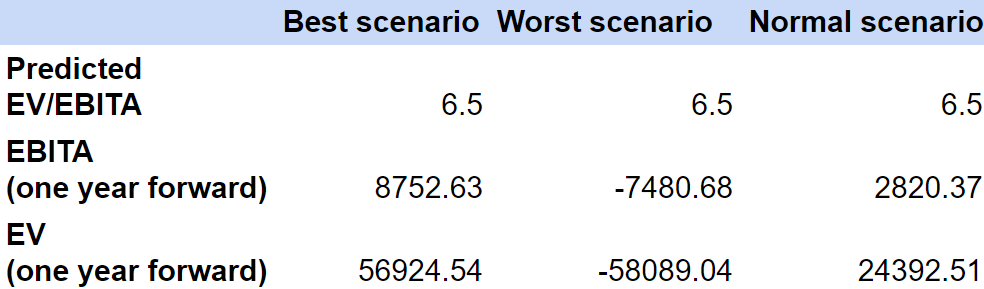 Best scenario Worst scenario Normal scenario
Predicted
EV/EBITA 6.5 6.5 6.5
EBITA
(one year forward) 8752.63 -7480.68 2820.37
EV
(one year forward) 56924.54 -58089.04 24392.51